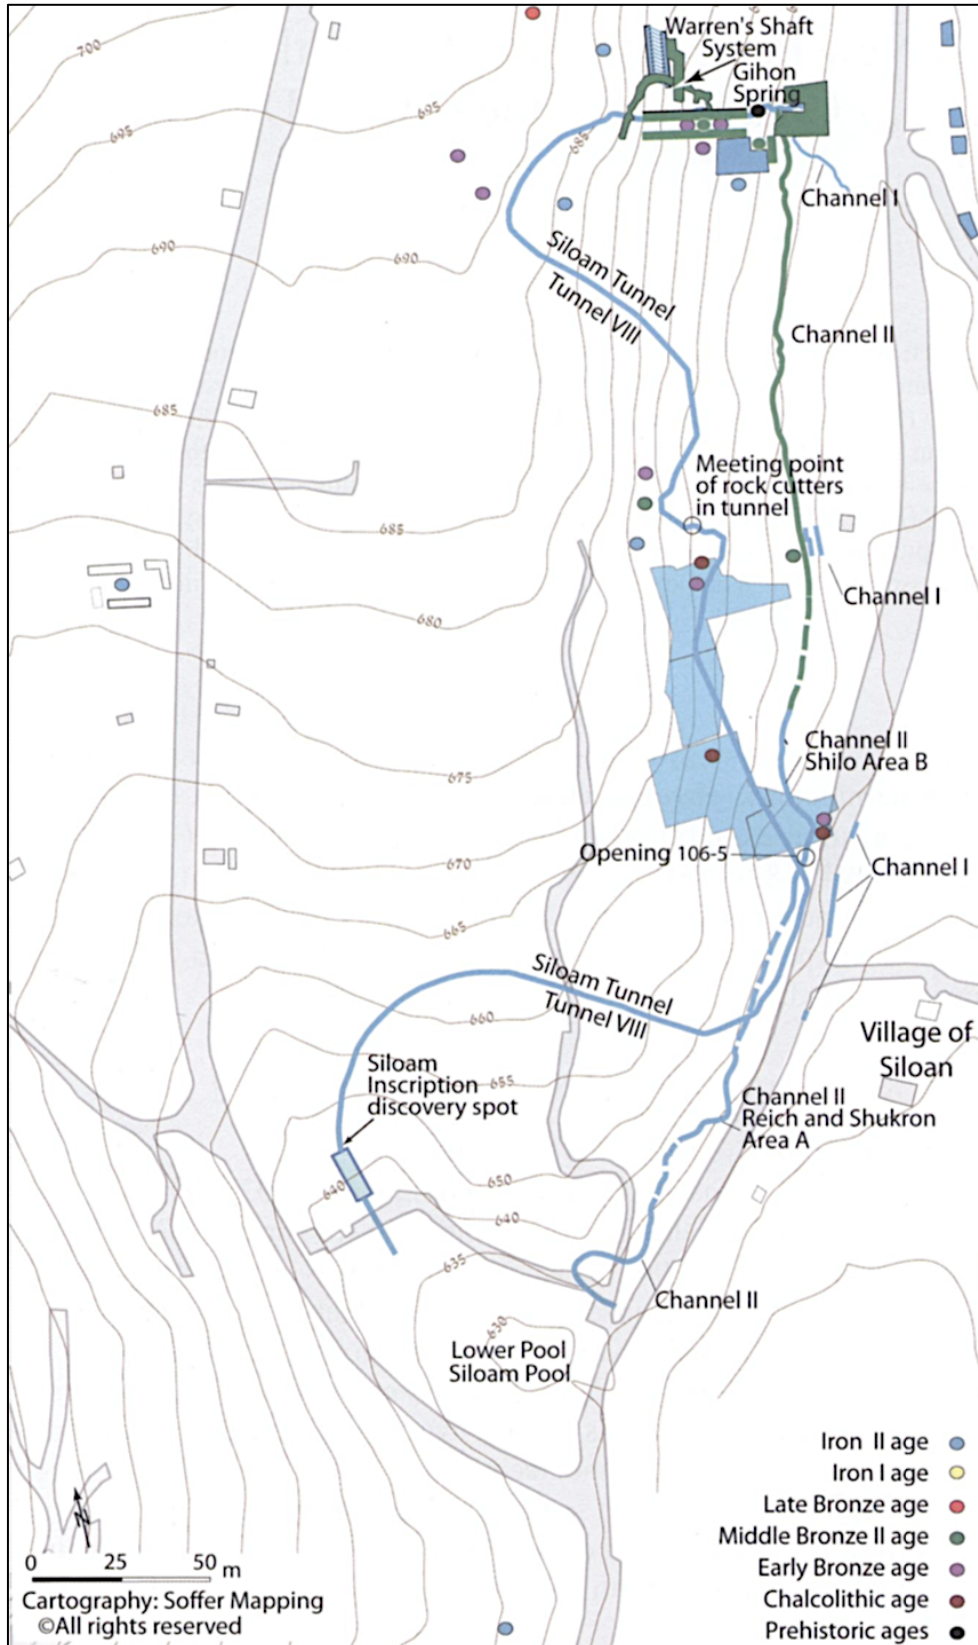 Warren's Shaft
System
Gihon
Spring
700
695
695
685
Channel I
690
690
Siloam Tunnel
Tunnel VIII
Channel II
685
Meeting point
of rock cutters
in tunnel
685
Channel I
680
Channel II
Shilo Area B
675
Opening 106-5
670
Channel I
665
Siloam Tunnel
Tunnel VIII
660
Village of
Siloan
Siloam
Inscription
discovery spot
655
Channel II
Reich and Shukron
Area A
650
640
640
635
Channel II
630
Lower Pool
Siloam Pool
Iron II age
Iron I age
Late Bronze age
Middle Bronze II age
Early Bronze age
Chalcolithic age
Prehistoric ages
N
0 25 50 m
Cartography: Soffer Mapping
©All rights reserved